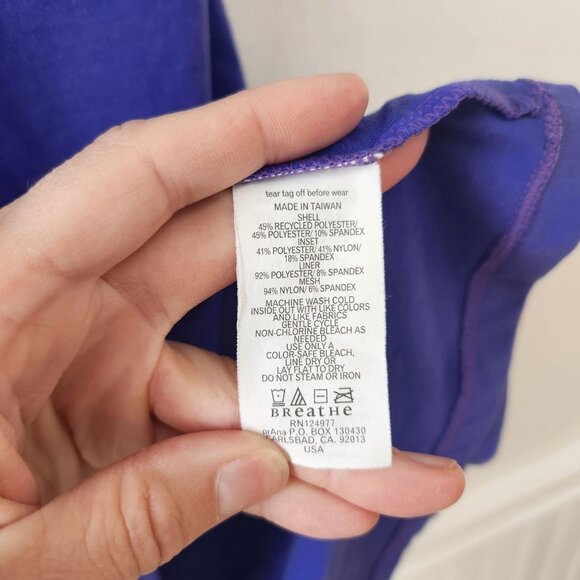 tear tag off before wear
MADE IN TAIWAN
SHELL
45% RECYCLED POLYESTER/
45% POLYESTER/ 10% SPANDEX
INSET
41% POLYESTER/ 41% NYLON/
18% SPANDEX
LINER
92% POLYESTER/ 8% SPANDEX
MESH
94% NYLON/ 6% SPANDEX
MACHINE WASH COLD
INSIDE OUT WITH LIKE COLORS
AND LIKE FABRICS
GENTLE CYCLE
NON-CHLORINE BLEACH AS
NEEDED
USE ONLY A
COLOR-SAFE BLEACH,
LINE DRY OR
LAY FLAT TO DRY
DO NOT STEAM OR IRON
BReatHe
RN124977
prAna P.O. BOX 130430
CARLSBAD, CA. 92013
USA